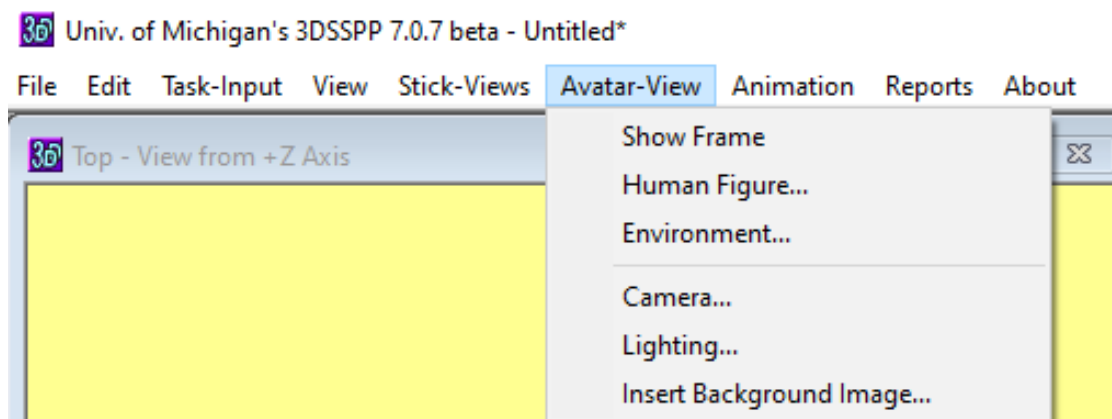 3D Univ. of Michigan's 3DSSPP 7.0.7 beta - Untitled*
File Edit Task-Input View Stick-Views Avatar-View Animation Reports About
3D Top - View from +Z Axis
Show Frame
Human Figure...
Environment...
Camera...
Lighting...
Insert Background Image...